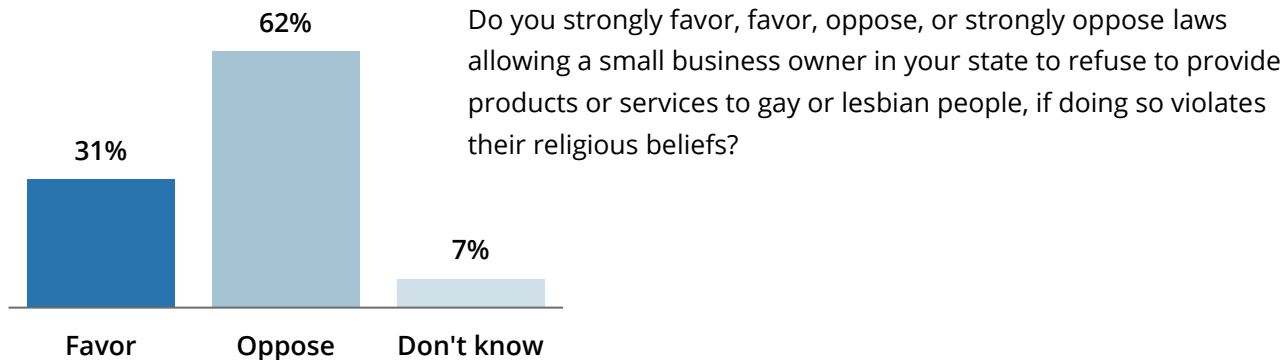 62%
Do you strongly favor, favor, oppose, or strongly oppose laws
allowing a small business owner in your state to refuse to provide
products or services to gay or lesbian people, if doing so violates
their religious beliefs?
31%
7%
Favor
Oppose
Don't know